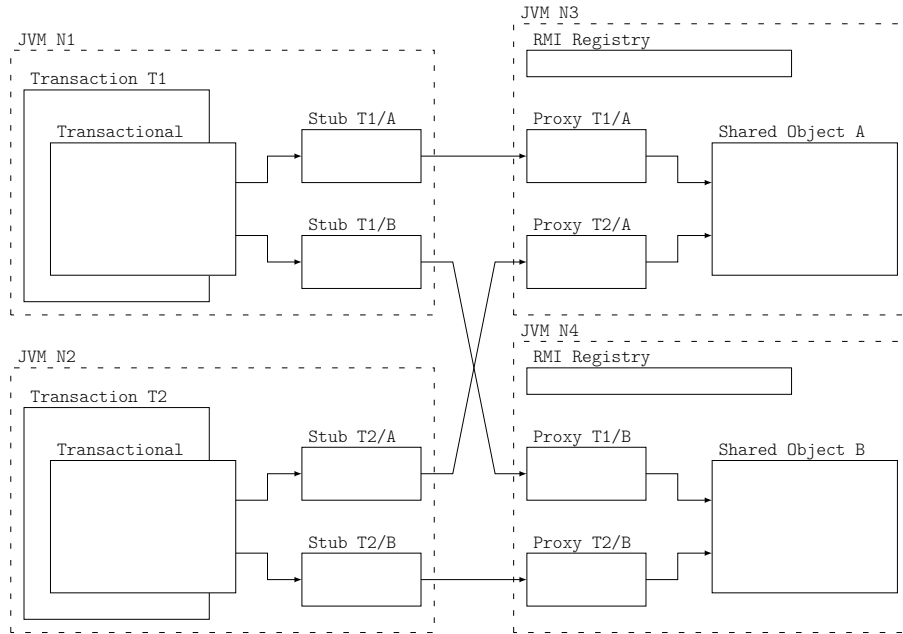 JVM N1
Transaction T1
Transactional
Stub T1/A
Stub T1/B
JVM N3
RMI Registry
Proxy T1/A
Shared Object A
Proxy T2/A
JVM N2
Transaction T2
Transactional
Stub T2/A
Stub T2/B
JVM N4
RMI Registry
Proxy T1/B
Shared Object B
Proxy T2/B